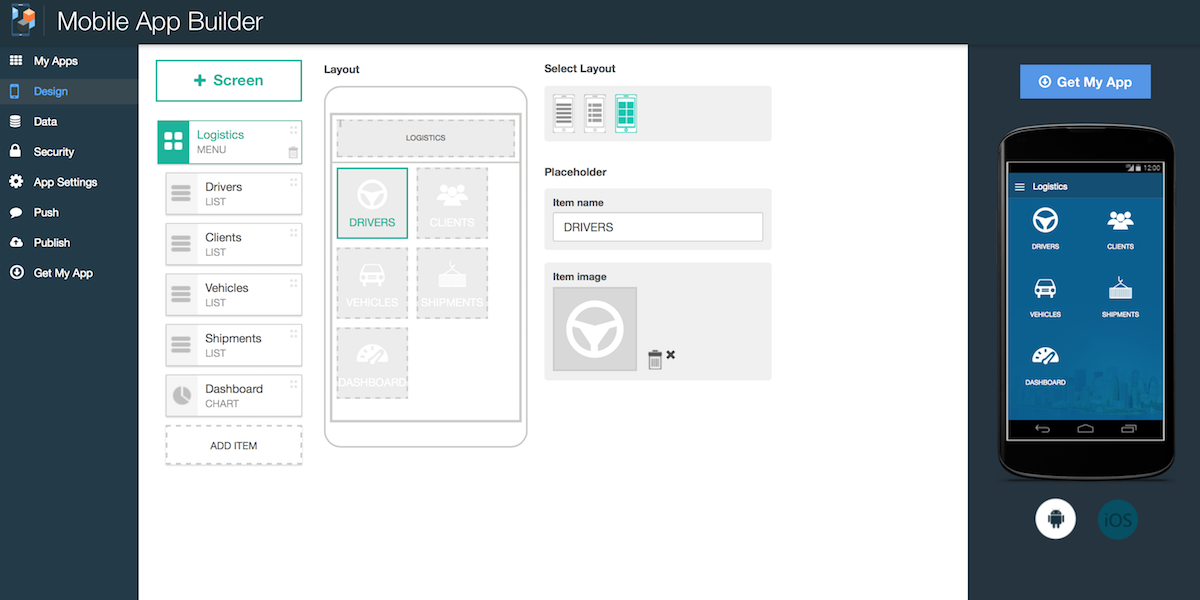 Mobile App Builder
My Apps
Design
Data
Security
App Settings
Push
Publish
Get My App
+ Screen
Logistics
MENU
Drivers
LIST
Clients
LIST
Vehicles
LIST
Shipments
LIST
Dashboard
CHART
ADD ITEM
Layout
LOGISTICS
DRIVERS
CLIENTS
VEHICLES
SHIPMENTS
DASHBOARD
Select Layout
Placeholder
Item name
DRIVERS
Item image
Get My App
12:00
Logistics
DRIVERS
CLIENTS
VEHICLES
SHIPMENTS
DASHBOARD
iOS